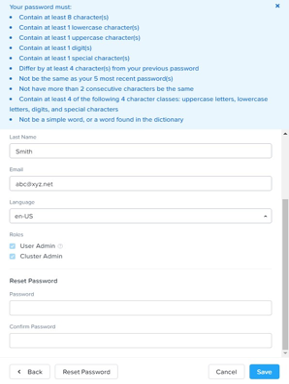 Your password must:
• Contain at least 8 character(s)
• Contain at least 1 lowercase character(s)
• Contain at least 1 uppercase character(s)
• Contain at least 1 digit(s)
• Contain at least 1 special character(s)
• Differ by at least 4 character(s) from your previous password
• Not be the same as your 5 most recent password(s)
• Not have more than 2 consecutive characters be the same
• Contain at least 4 of the following 4 character classes: uppercase letters, lowercase
letters, digits, and special characters
• Not be a simple word, or a word found in the dictionary
Last Name
Smith
Email
abc@xyz.net
Language
en-US
Roles
User Admin
Cluster Admin
Reset Password
Password
Confirm Password
Back
Reset Password
Cancel
Save